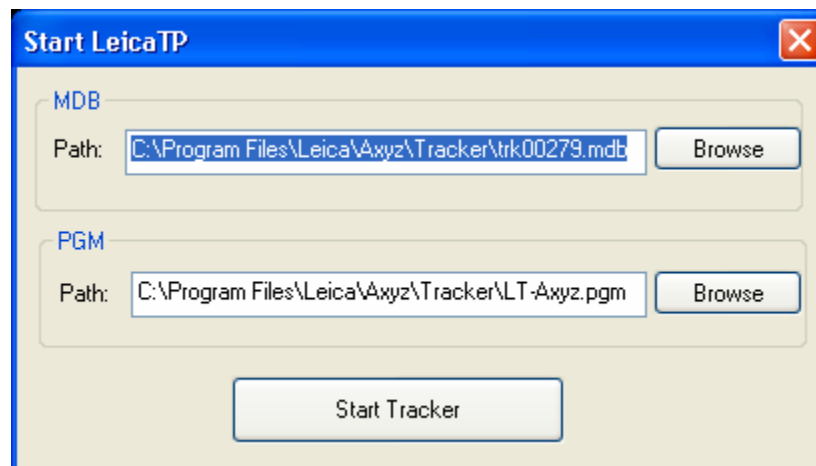 Start LeicaTP
MDB
Path: C:\Program Files\Leica\Axyz\Tracker\trk00279.mdb Browse
PGM
Path: C:\Program Files\Leica\Axyz\Tracker\LT-Axyz.pgm Browse
Start Tracker